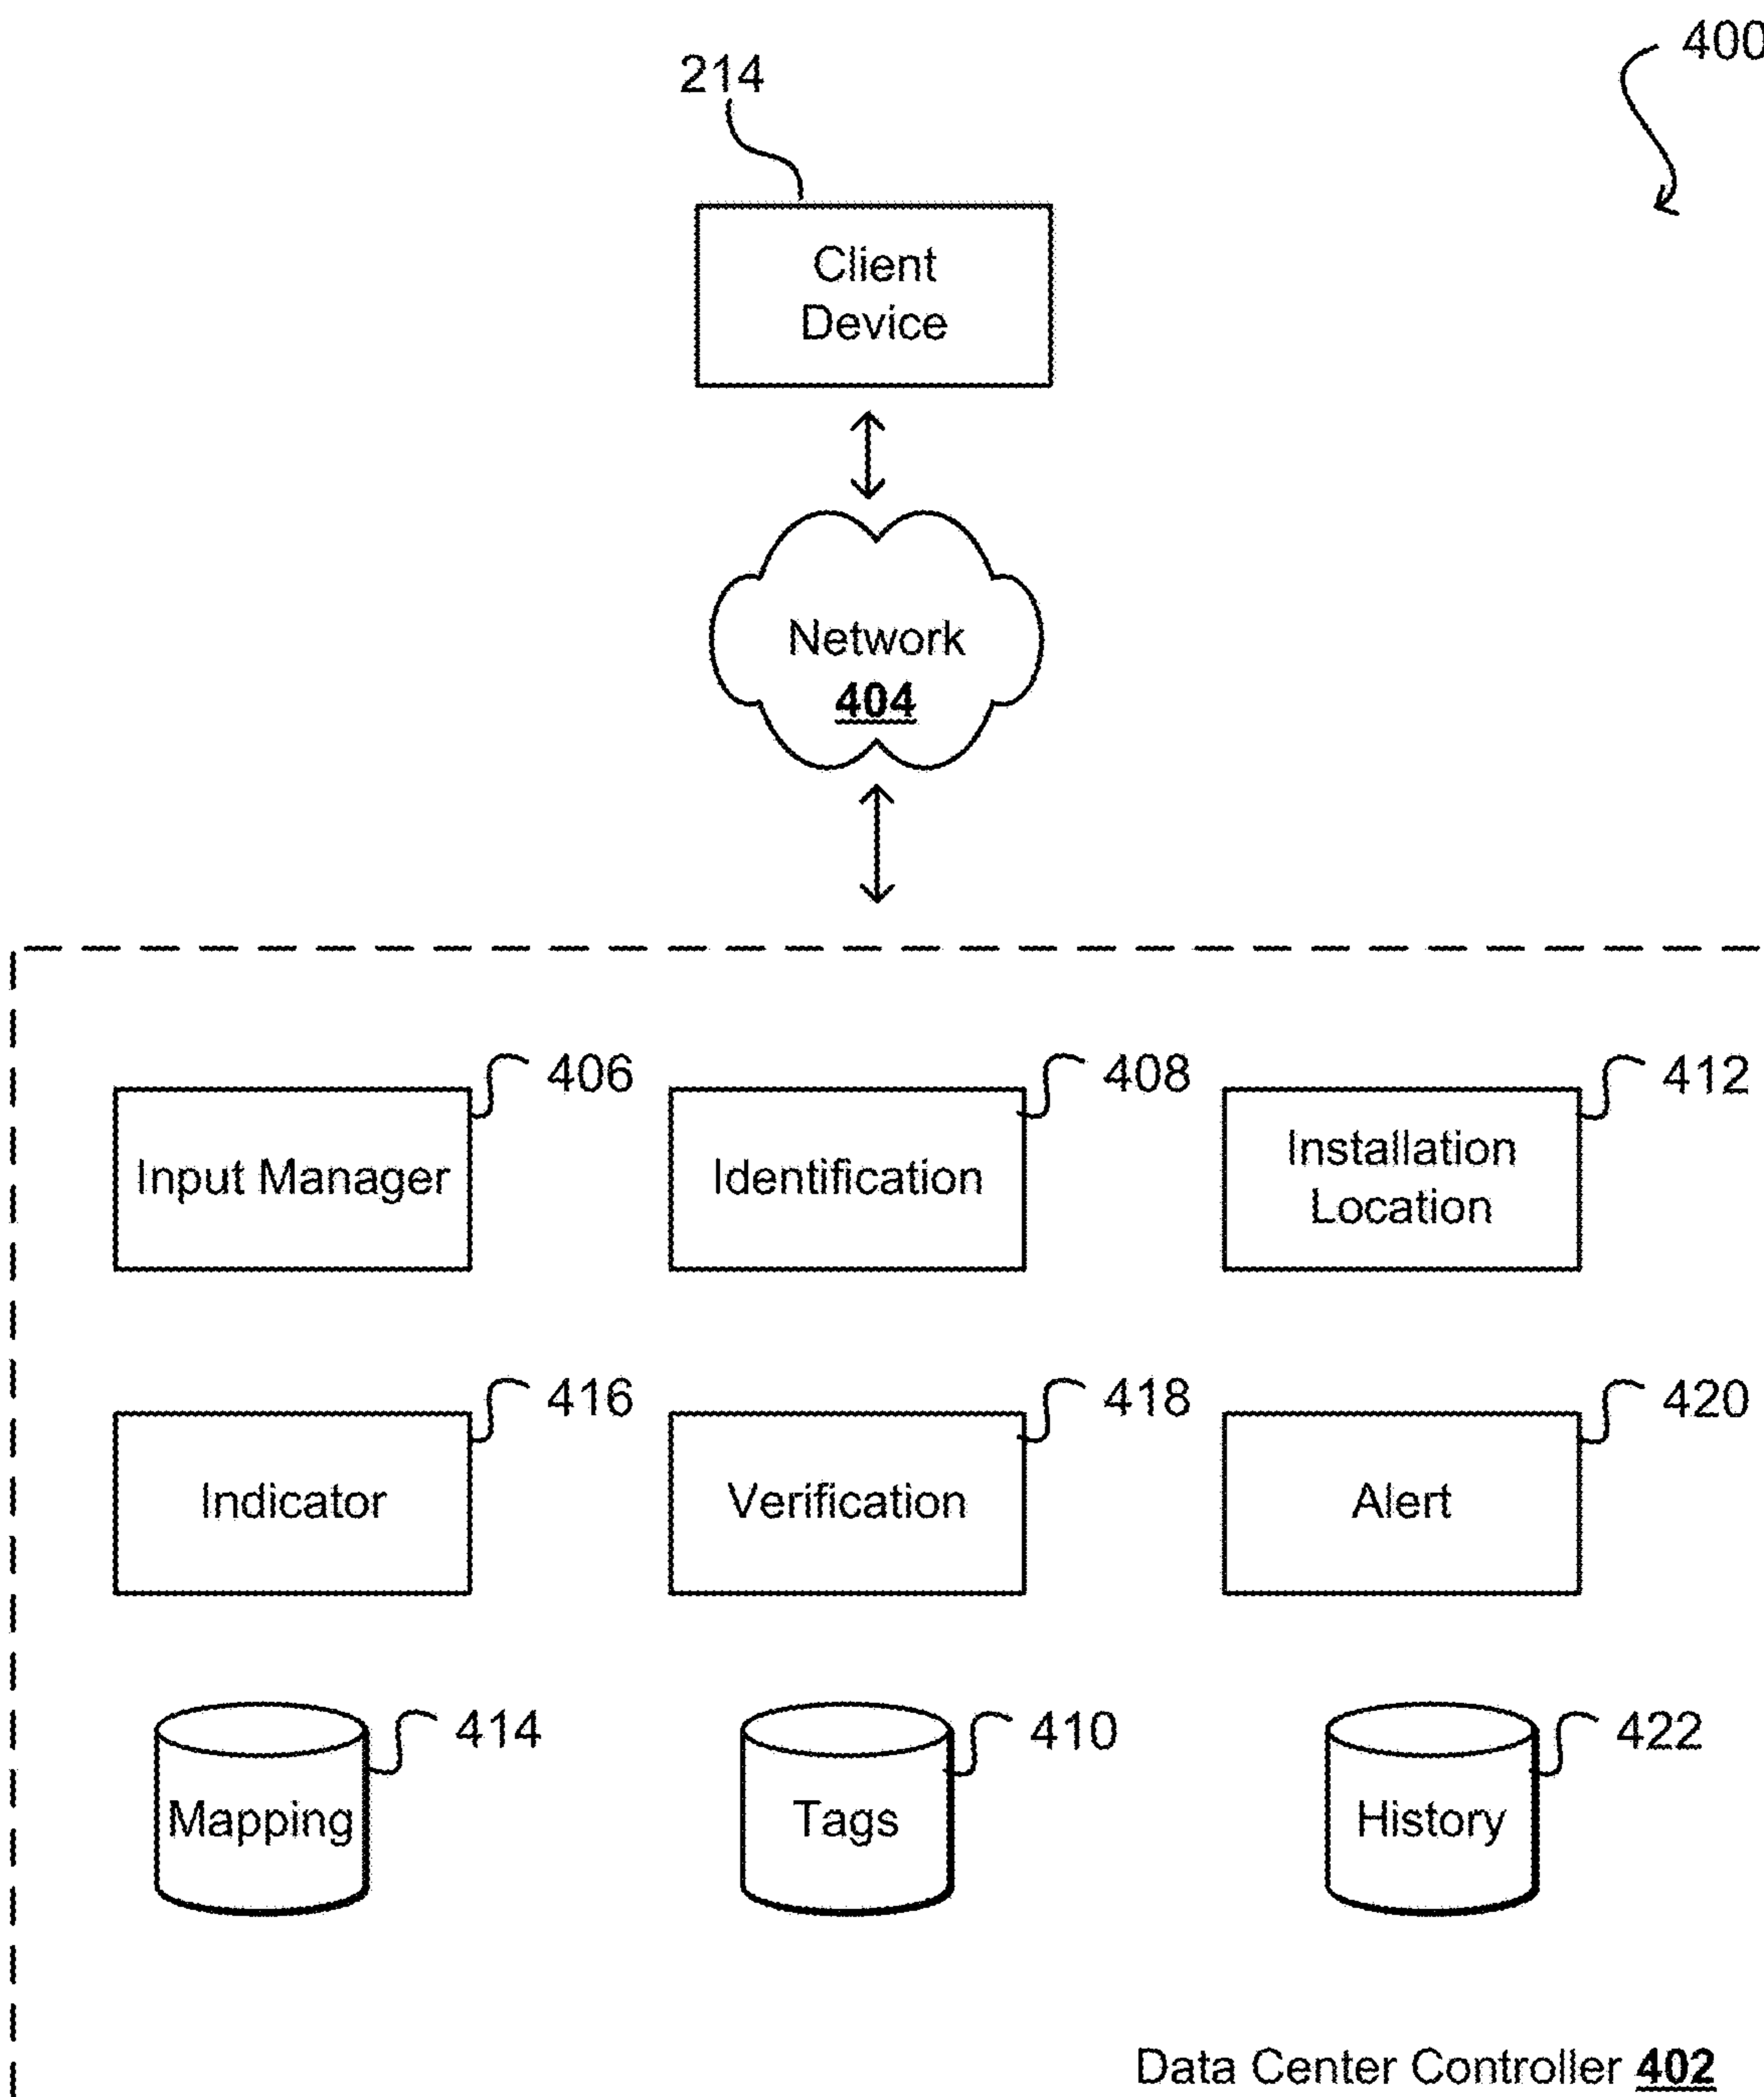 400
214
Client
Device
Network
404
406
408
412
Input Manager
Identification
Installation
Location
416
418
420
Indicator
Verification
Alert
414
410
422
Mapping
Tags
History
Data Center Controller 402